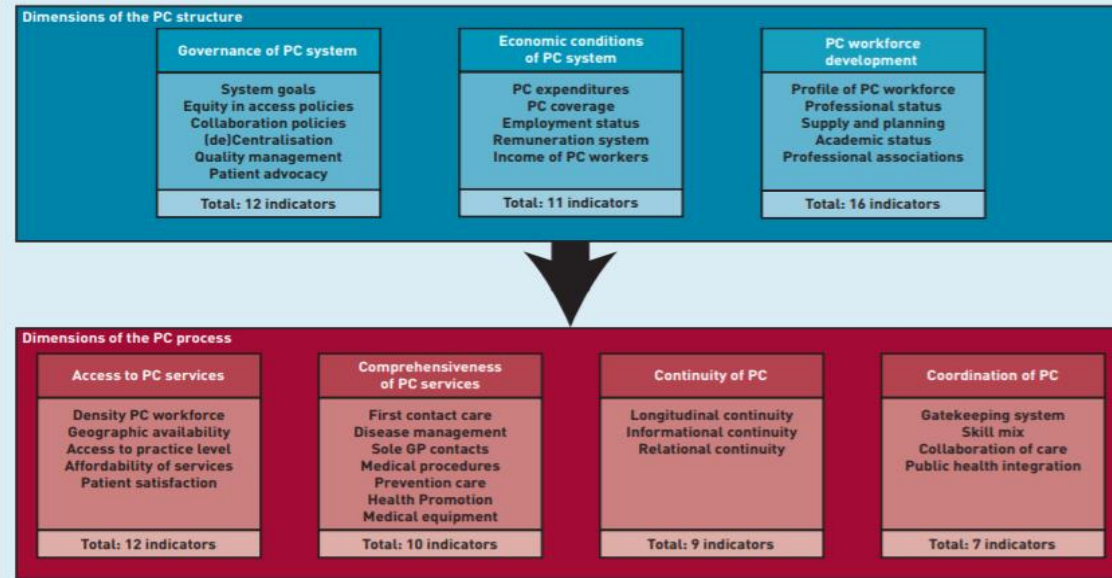 Dimensions of the PC structure
Governance of PC system
System goals
Equity in access policies
Collaboration policies
(de)Centralisation
Quality management
Patient advocacy
Total: 12 indicators
Economic conditions
of PC system
PC expenditures
PC coverage
Employment status
Remuneration system
Income of PC workers
Total: 11 indicators
PC workforce
development
Profile of PC workforce
Professional status
Supply and planning
Academic status
Professional associations
Total: 16 indicators
Dimensions of the PC process
Access to PC services
Density PC workforce
Geographic availability
Access to practice level
Affordability of services
Patient satisfaction
Total: 12 indicators
Comprehensiveness
of PC services
First contact care
Disease management
Sole GP contacts
Medical procedures
Prevention care
Health Promotion
Medical equipment
Total: 10 indicators
Continuity of PC
Longitudinal continuity
Informational continuity
Relational continuity
Total: 9 indicators
Coordination of PC
Gatekeeping system
Skill mix
Collaboration of care
Public health integration
Total: 7 indicators